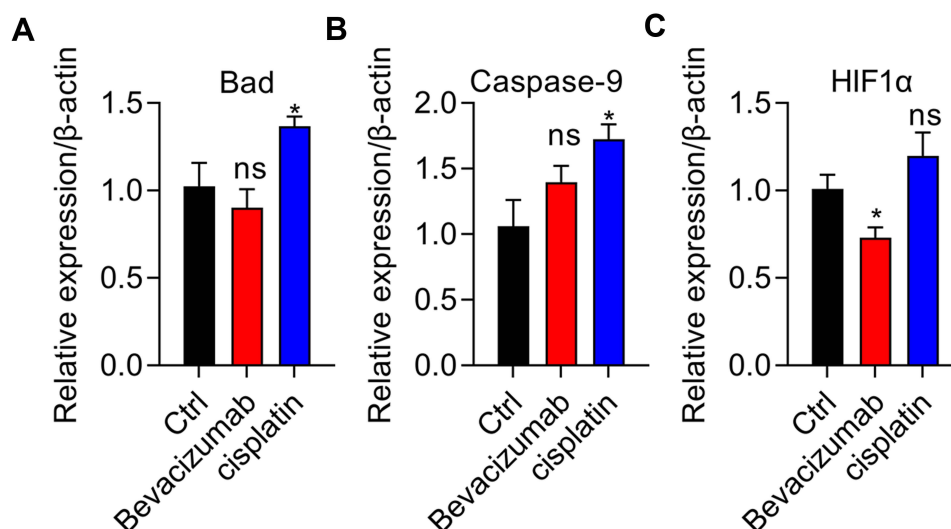 A
Relative expression/β-actin
Bad
1.5
1.0
0.5
0.0
ns
*
Ctrl
Bevacizumab
cisplatin
B
Relative expression/β-actin
Caspase-9
2.0
1.5
1.0
0.5
0.0
ns
*
Ctrl
Bevacizumab
cisplatin
C
Relative expression/β-actin
HIF1α
1.5
1.0
0.5
0.0
*
ns
Ctrl
Bevacizumab
cisplatin